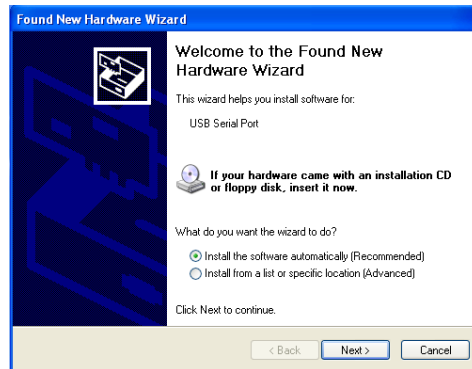 Found New Hardware Wizard
Welcome to the Found New
Hardware Wizard
This wizard helps you install software for:
USB Serial Port
If your hardware came with an installation CD
or floppy disk, insert it now.
What do you want the wizard to do?
Install the software automatically (Recommended)
Install from a list or specific location (Advanced)
Click Next to continue.
< Back Next > Cancel